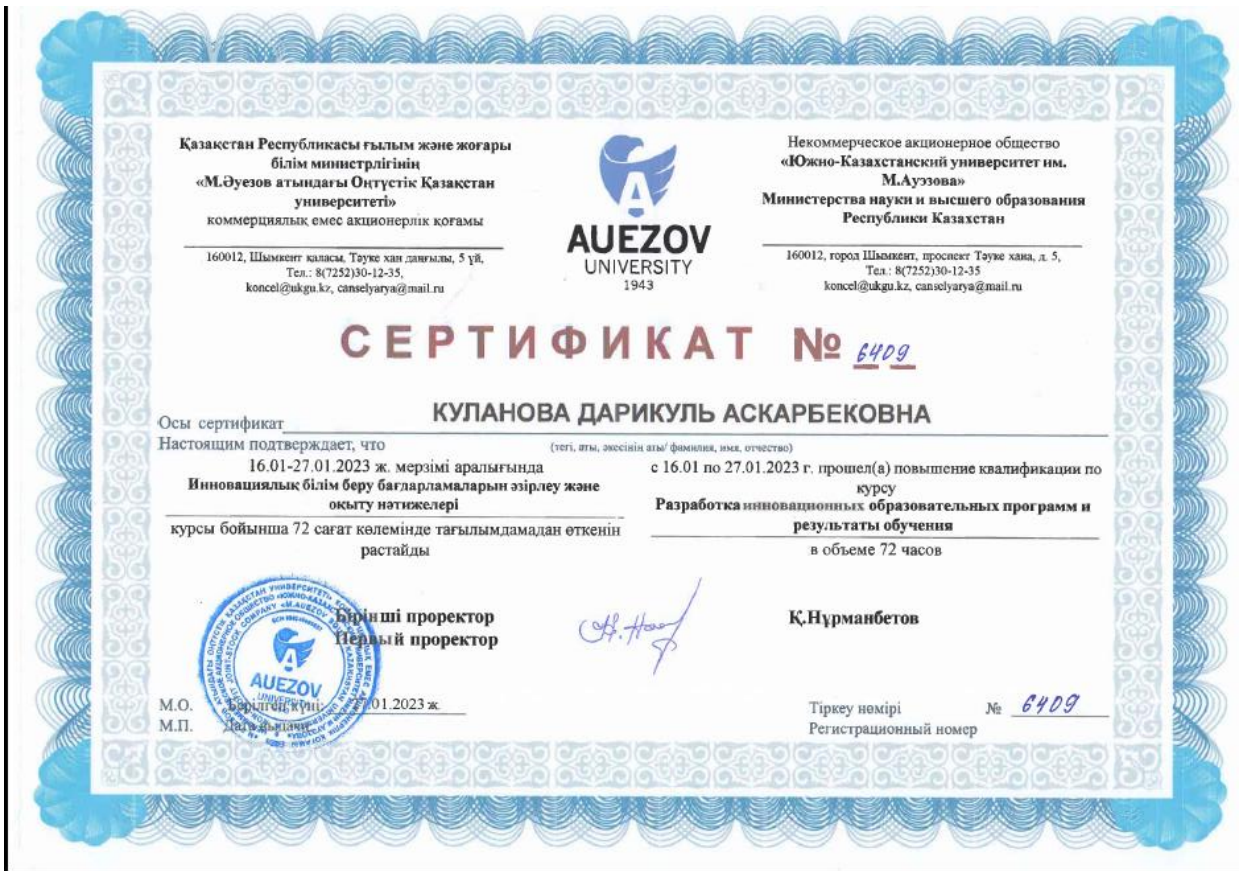 Қазақстан Республикасы ғылым және жоғары
білім министрлігінің
«М.Әуезов атындағы Оңтүстік Қазақстан
университеті»
коммерциялық емес акционерлік қоғамы
160012, Шымкент қаласы, Тәуке хан даңғылы, 5 үй,
Тел.: 8(7252)30-12-35,
koncel@ukgu.kz, canselyarya@mail.ru
AUEZOV
UNIVERSITY
1943
Некоммерческое акционерное общество
«Южно-Казахстанский университет им.
М.Ауэзова»
Министерства науки и высшего образования
Республики Казахстан
160012, город Шымкент, проспект Тауке хана, д. 5,
Тел.: 8(7252)30-12-35
koncel@ukgu.kz, canselyarya@mail.ru
СЕРТИФИКАТ № 6409
Осы сертификат КУЛАНОВА ДАРИКУЛЬ АСКАРБЕКОВНА
Настоящим подтверждает, что (тегі, аты, әкесінін аты/ фамилия, имя, отчество)
16.01-27.01.2023 ж. мерзімі аралығында
Инновациялық білім беру бағдарламаларын әзірлеу және
оқыту нәтижелері
курсы бойынша 72 сағат көлемінде тағылымдамадан өткенін
растайды
с 16.01 по 27.01.2023 г. прошел(а) повышение квалификации по
курсу
Разработка инновационных образовательных программ и
результаты обучения
в объеме 72 часов
Бірінші проректор
Первый проректор
Қ.Нұрманбетов
AUEZOV
UNIVERSITY
М.О. Берілген күні: 01.2023 ж.
М.П. Дата выдачи
Тіркеу нөмірі № 6409
Регистрационный номер